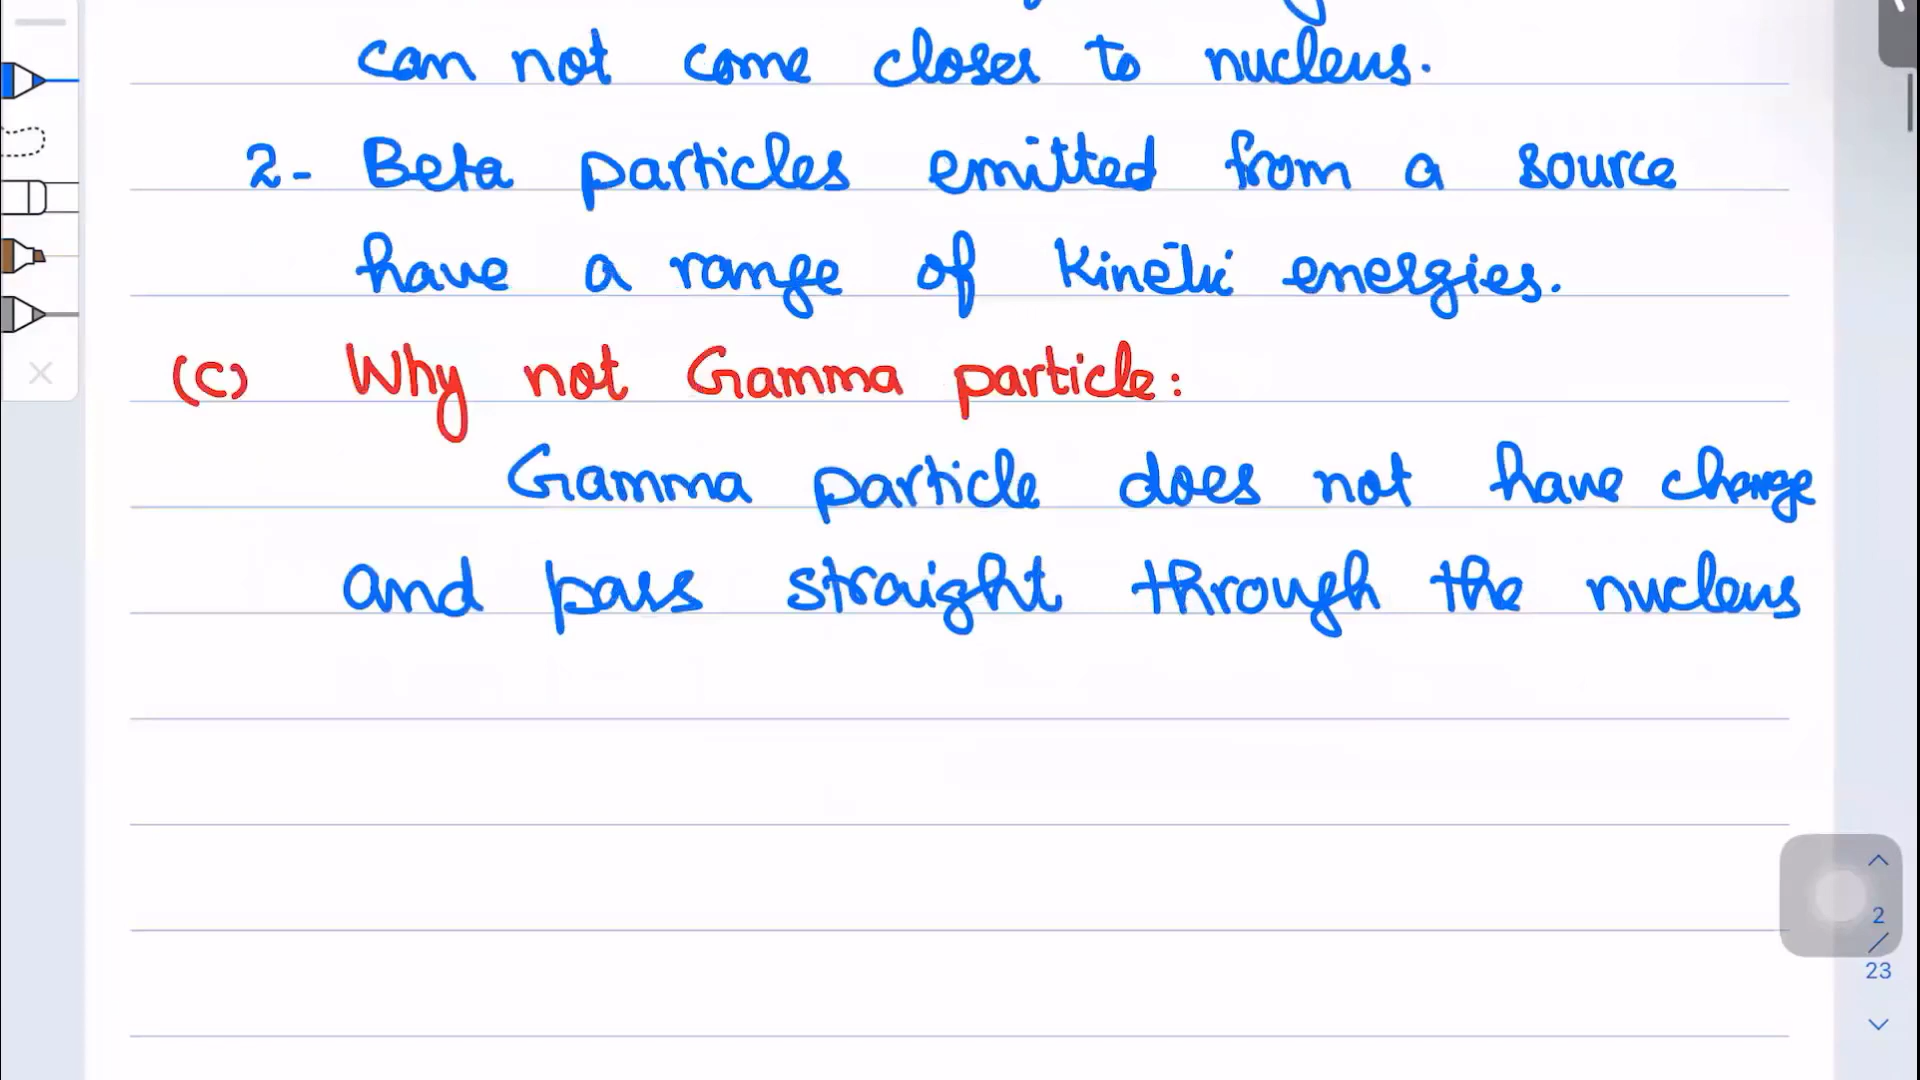 can not come closer to nucleus.
2- Beta particles emitted from a source
have a range of Kinetic energies.
(C) Why not Gamma particle:
Gamma particle does not have charge
and pass straight through the nucleus
2
/
23